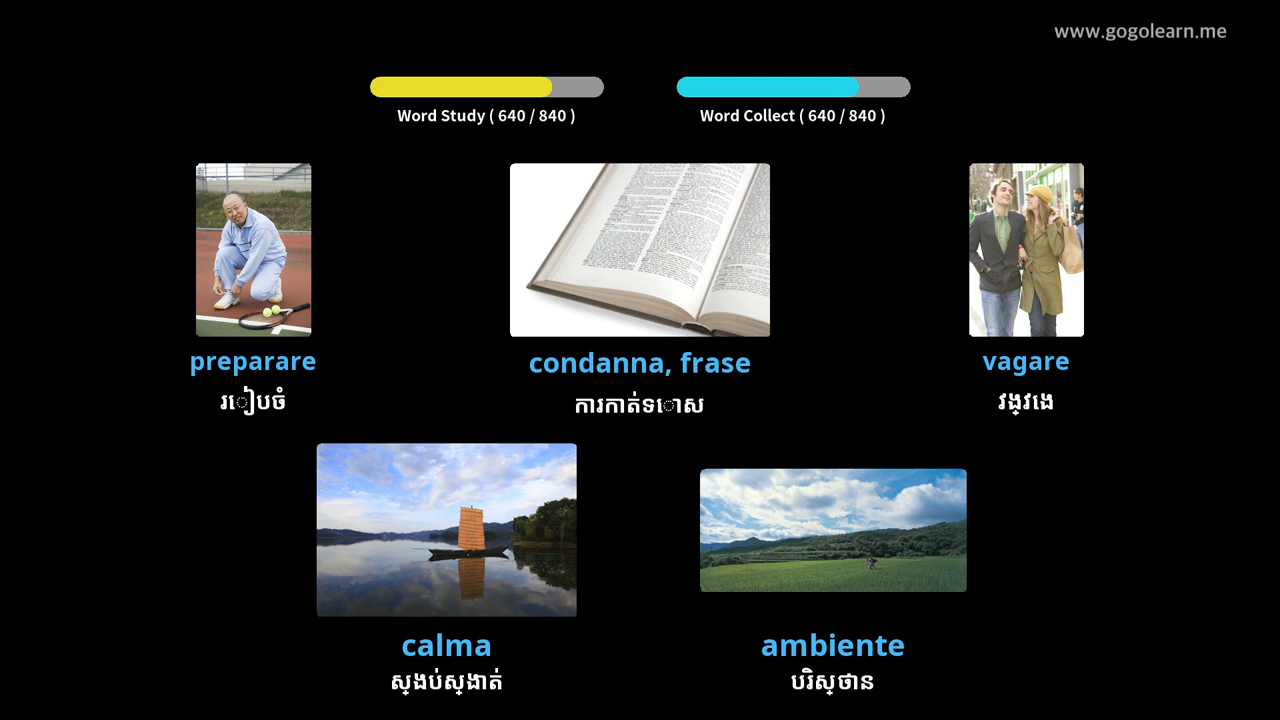 www.gogolearn.me
Word Study ( 640 / 840 )
Word Collect ( 640 / 840 )
preparare
រៀបចំ
condanna, frase
ការកាត់ទោស
vagare
វង្វេង
calma
ស្ងប់ស្ងាត់
ambiente
បរិស្ថាន